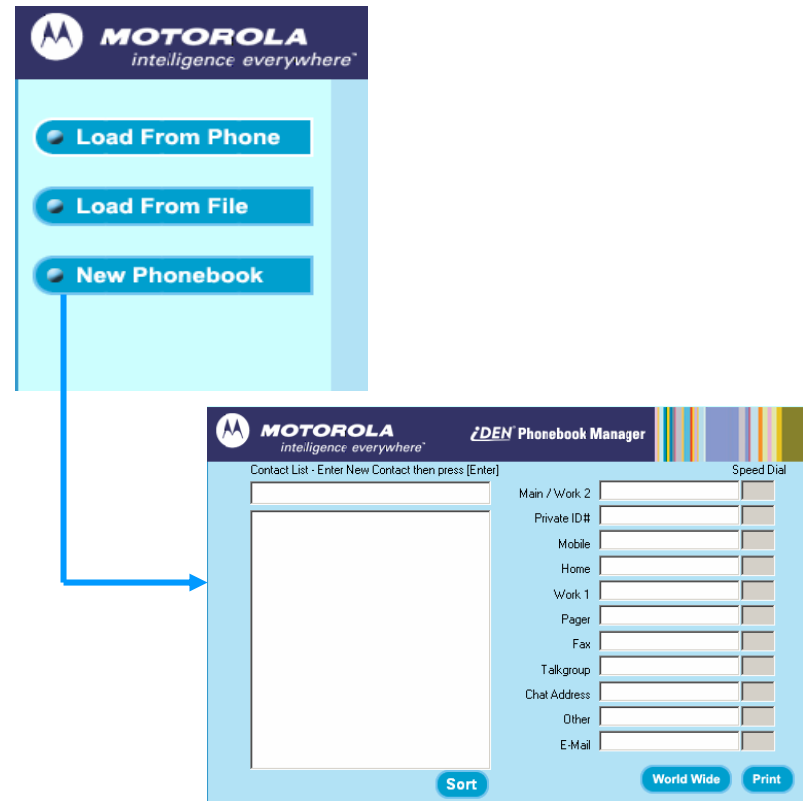 MOTOROLA
intelligence everywhere™
Load From Phone
Load From File
New Phonebook
MOTOROLA
intelligence everywhere™
iDEN™ Phonebook Manager
Contact List - Enter New Contact then press [Enter]
Speed Dial
Main / Work 2
Private ID#
Mobile
Home
Work 1
Pager
Fax
Talkgroup
Chat Address
Other
E-Mail
Sort
World Wide
Print